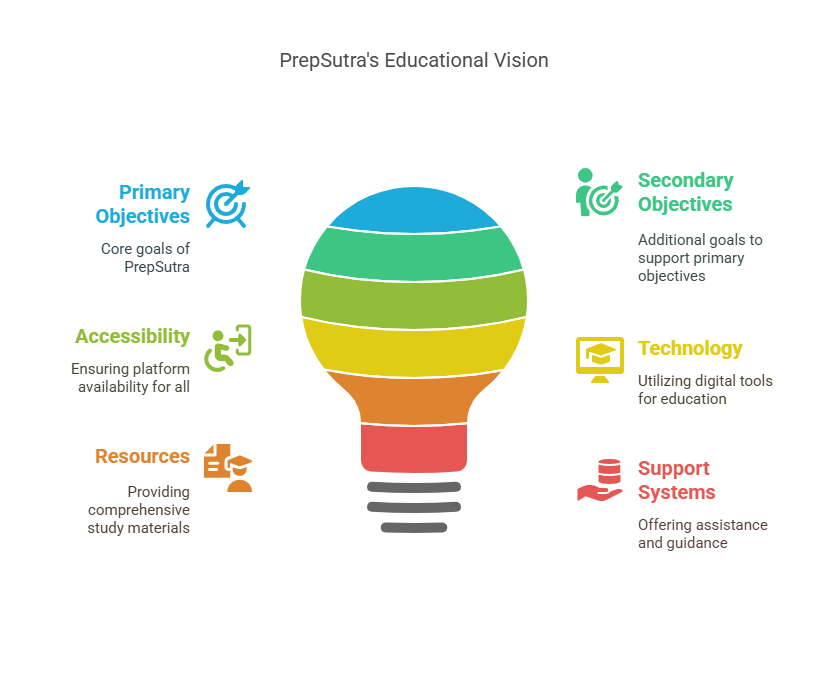 PrepSutra's Educational Vision
Primary
Objectives
Core goals of
PrepSutra
Secondary
Objectives
Additional goals to
support primary
objectives
Accessibility
Ensuring platform
availability for all
Technology
Utilizing digital tools
for education
Resources
Providing
comprehensive
study materials
Support
Systems
Offering assistance
and guidance